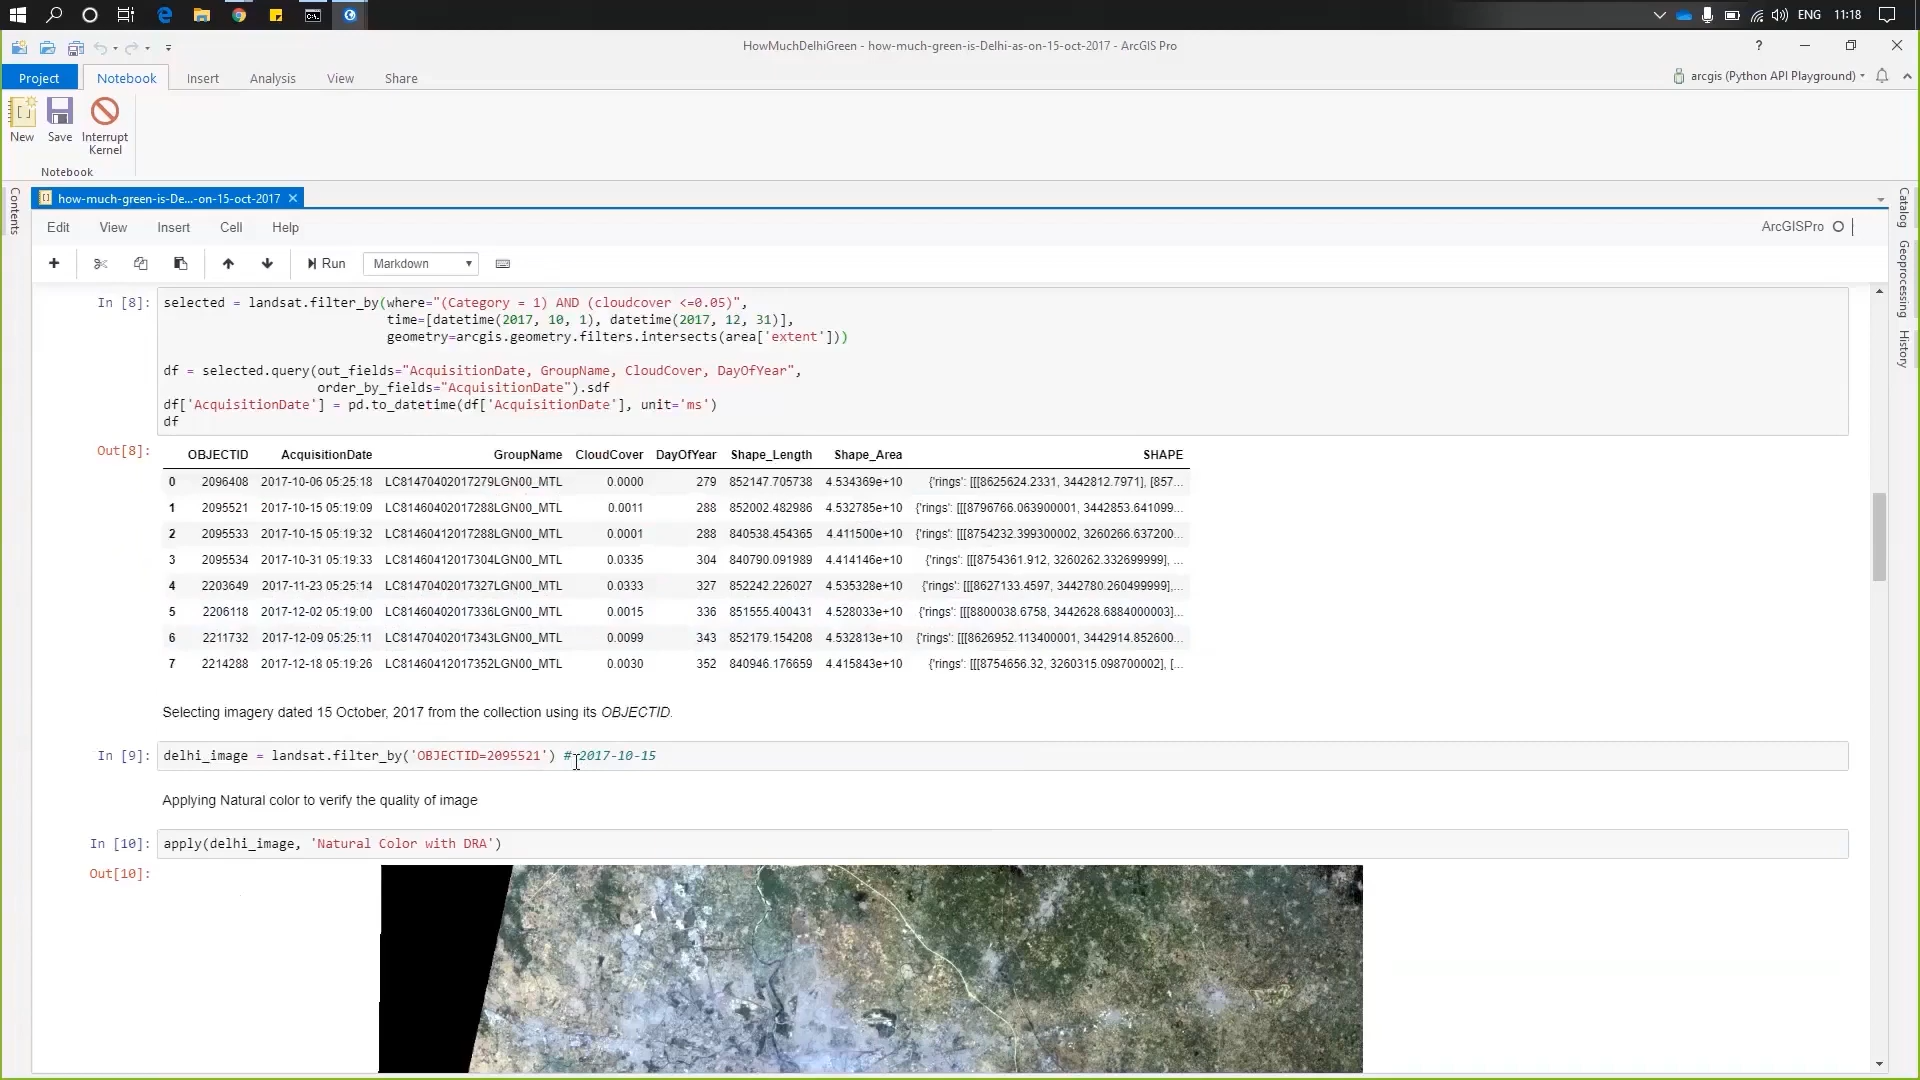 ENG 11:18
HowMuchDelhiGreen - how-much-green-is-Delhi-as-on-15-oct-2017 - ArcGIS Pro
Project Notebook Insert Analysis View Share
arcgis (Python API Playground)
New Save Interrupt Kernel
Notebook
Contents
how-much-green-is-De...-on-15-oct-2017
Catalog
Geoprocessing
History
Edit View Insert Cell Help
ArcGISPro
Run Markdown
In [8]: selected = landsat.filter_by(where="(Category = 1) AND (cloudcover <=0.05)",
time=[datetime(2017, 10, 1), datetime(2017, 12, 31)],
geometry=arcgis.geometry.filters.intersects(area['extent']))
df = selected.query(out_fields="AcquisitionDate, GroupName, CloudCover, DayOfYear",
order_by_fields="AcquisitionDate").sdf
df['AcquisitionDate'] = pd.to_datetime(df['AcquisitionDate'], unit='ms')
df
Out[8]: OBJECTID AcquisitionDate GroupName CloudCover DayOfYear Shape_Length Shape_Area SHAPE
0 2096408 2017-10-06 05:25:18 LC81470402017279LGN00_MTL 0.0000 279 852147.705738 4.534369e+10 {'rings': [[[8625624.2331, 3442812.7971], [857...
1 2095521 2017-10-15 05:19:09 LC81460402017288LGN00_MTL 0.0011 288 852002.482986 4.532785e+10 {'rings': [[[8796766.063900001, 3442853.641099...
2 2095533 2017-10-15 05:19:32 LC81460412017288LGN00_MTL 0.0001 288 840538.454365 4.411500e+10 {'rings': [[[8754232.399300002, 3260266.637200...
3 2095534 2017-10-31 05:19:33 LC81460412017304LGN00_MTL 0.0335 304 840790.091989 4.414146e+10 {'rings': [[[8754361.912, 3260262.332699999], ...
4 2203649 2017-11-23 05:25:14 LC81470402017327LGN00_MTL 0.0333 327 852242.226027 4.535328e+10 {'rings': [[[8627133.4597, 3442780.260499999],...
5 2206118 2017-12-02 05:19:00 LC81460402017336LGN00_MTL 0.0015 336 851555.400431 4.528033e+10 {'rings': [[[8800038.6758, 3442628.6884000003]...
6 2211732 2017-12-09 05:25:11 LC81470402017343LGN00_MTL 0.0099 343 852179.154208 4.532813e+10 {'rings': [[[8626952.113400001, 3442914.852600...
7 2214288 2017-12-18 05:19:26 LC81460412017352LGN00_MTL 0.0030 352 840946.176659 4.415843e+10 {'rings': [[[8754656.32, 3260315.098700002], [...
Selecting imagery dated 15 October, 2017 from the collection using its OBJECTID.
In [9]: delhi_image = landsat.filter_by('OBJECTID=2095521') # 2017-10-15
Applying Natural color to verify the quality of image
In [10]: apply(delhi_image, 'Natural Color with DRA')
Out[10]: